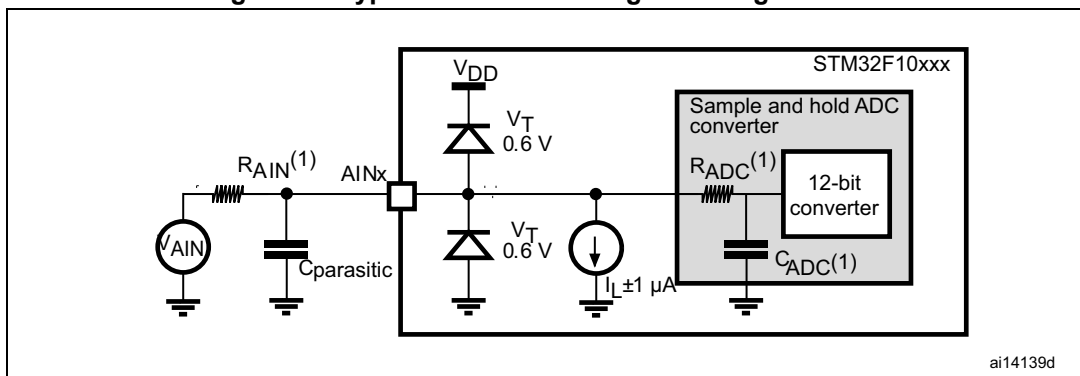 STM32F10xxx
VDD
Sample and hold ADC
converter
VT
0.6 V
RAIN(1)
AINx
RADC(1)
12-bit
converter
VAIN
Cparasitic
VT
0.6 V
IL±1 µA
CADC(1)
ai14139d